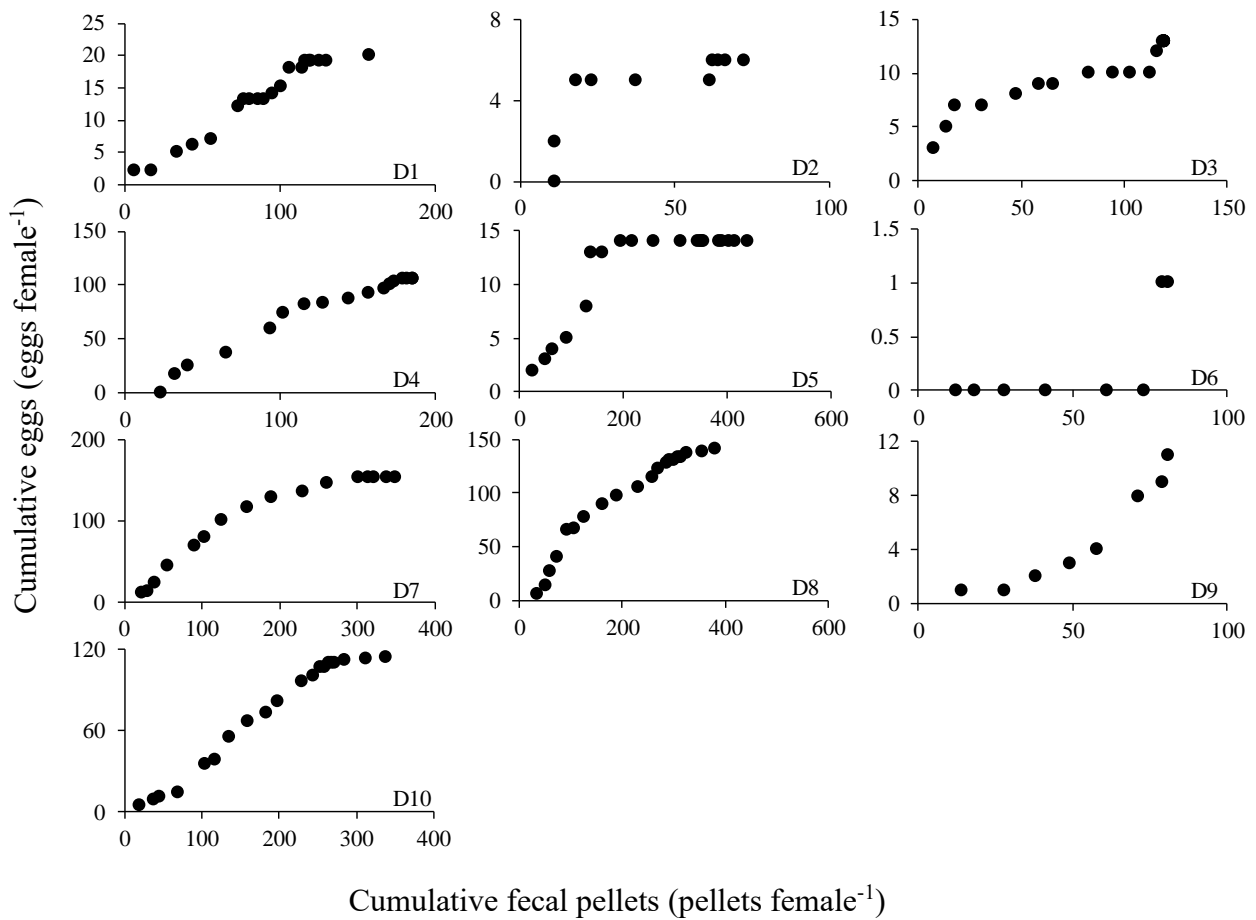 Cumulative eggs (eggs female⁻¹)
25
20
15
10
5
0
0 100 200
D1
8
4
0
0 50 100
D2
15
10
5
0
0 50 100 150
D3
150
100
50
0
0 100 200
D4
15
10
5
0
0 200 400 600
D5
1.5
1
0.5
0
0 50 100
D6
200
100
0
0 100 200 300 400
D7
150
100
50
0
0 200 400 600
D8
12
8
4
0
0 50 100
D9
120
60
0
0 100 200 300 400
D10
Cumulative fecal pellets (pellets female⁻¹)